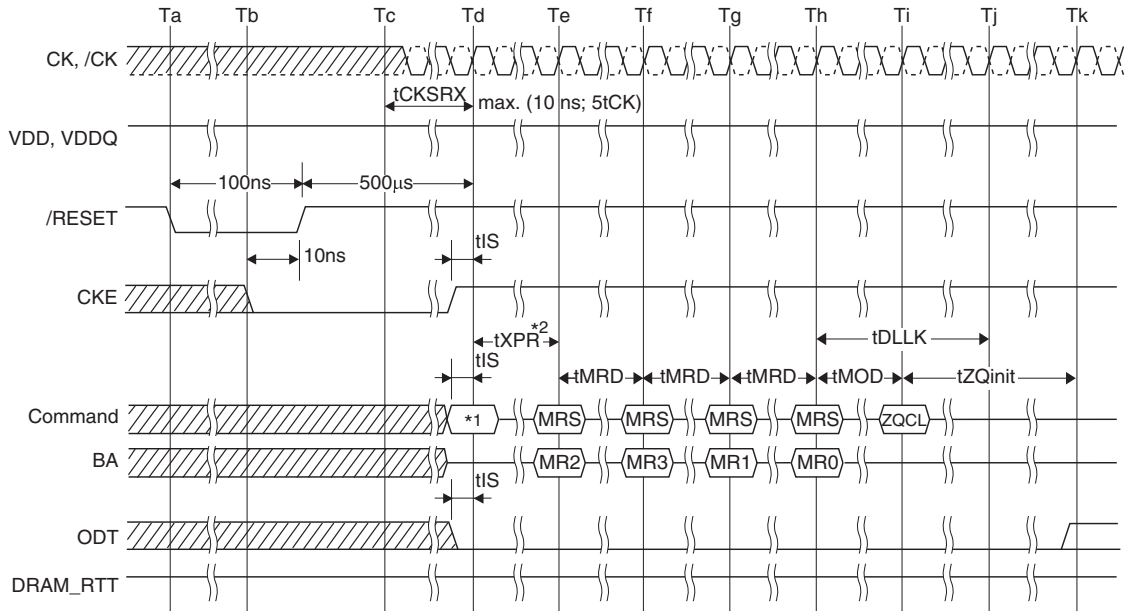 Ta Tb Tc Td Te Tf Tg Th Ti Tj Tk
CK, /CK
tCKSRX max. (10 ns; 5tCK)
VDD, VDDQ
100ns 500μs
/RESET
10ns tIS
CKE
tXPR*2 tDLLK
tIS tMRD tMRD tMRD tMOD tZQinit
Command *1 MRS MRS MRS MRS ZQCL
BA MR2 MR3 MR1 MR0
tIS
ODT
DRAM_RTT